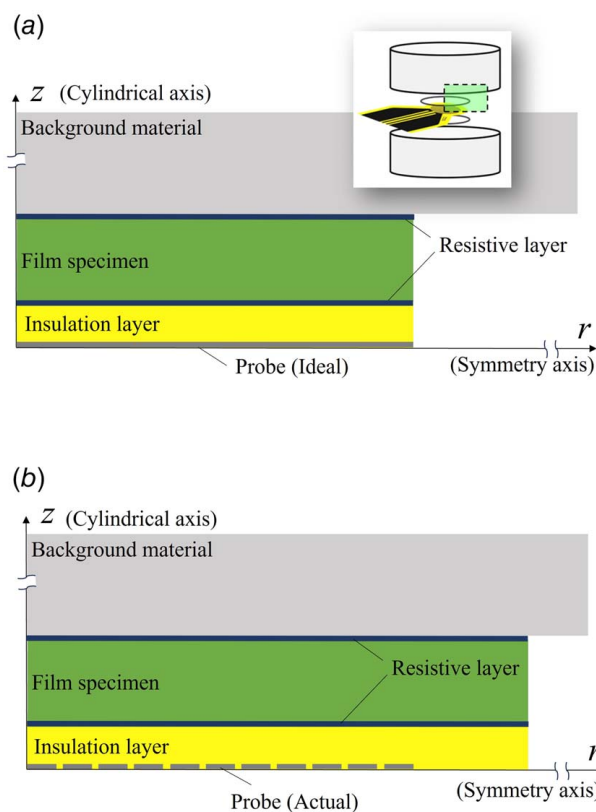 (a)
z (Cylindrical axis)
Background material
Resistive layer
Film specimen
Insulation layer
r
Probe (Ideal)
(Symmetry axis)
(b)
z (Cylindrical axis)
Background material
Resistive layer
Film specimen
Insulation layer
r
Probe (Actual)
(Symmetry axis)